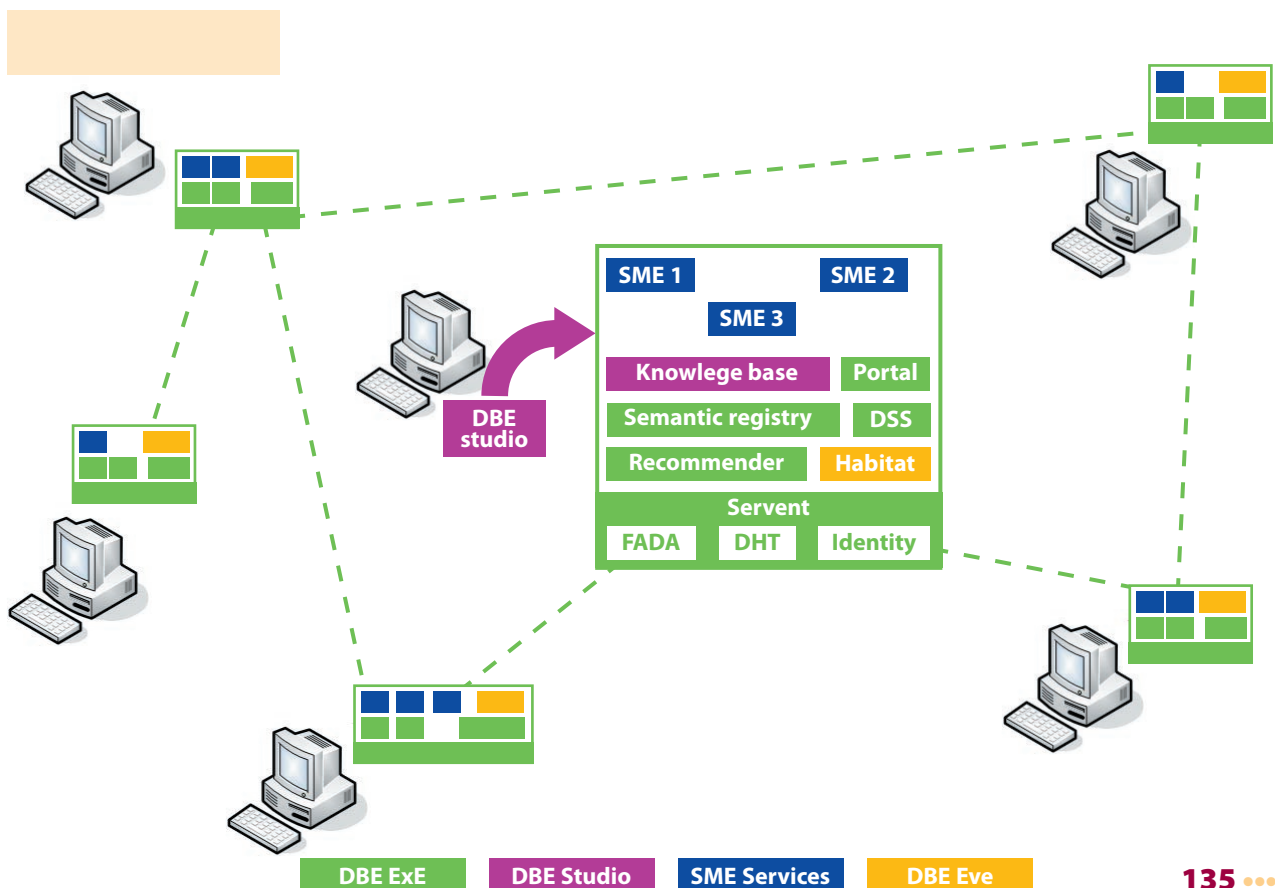 SME 1
SME 2
SME 3
Knowlege base
Portal
DBE
studio
Semantic registry
DSS
Recommender
Habitat
Servent
FADA
DHT
Identity
DBE ExE
DBE Studio
SME Services
DBE Eve
135